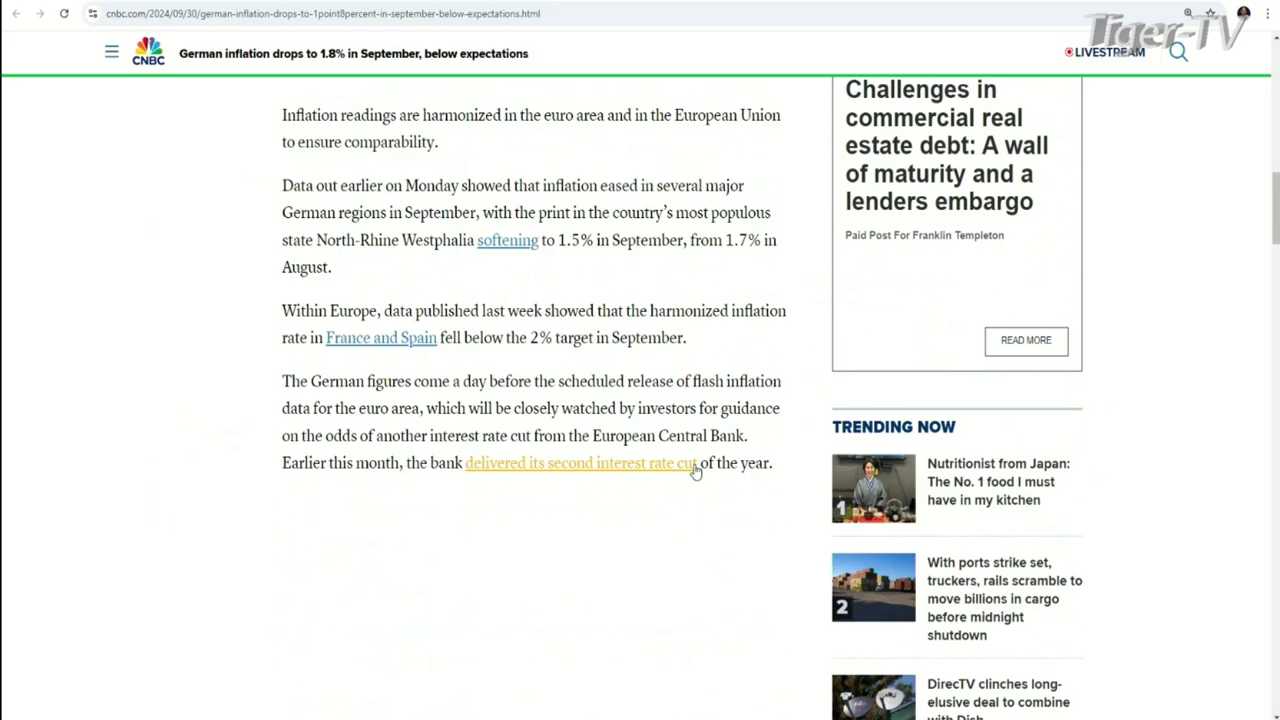 cnbc.com/2024/09/30/german-inflation-drops-to-1point8percent-in-september-below-expectations.html
Tiger-TV
CNBC
German inflation drops to 1.8% in September, below expectations
LIVESTREAM
Inflation readings are harmonized in the euro area and in the European Union
to ensure comparability.
Data out earlier on Monday showed that inflation eased in several major
German regions in September, with the print in the country's most populous
state North-Rhine Westphalia softening to 1.5% in September, from 1.7% in
August.
Within Europe, data published last week showed that the harmonized inflation
rate in France and Spain fell below the 2% target in September.
The German figures come a day before the scheduled release of flash inflation
data for the euro area, which will be closely watched by investors for guidance
on the odds of another interest rate cut from the European Central Bank.
Earlier this month, the bank delivered its second interest rate cut of the year.
Challenges in
commercial real
estate debt: A wall
of maturity and a
lenders embargo
Paid Post For Franklin Templeton
READ MORE
TRENDING NOW
1
Nutritionist from Japan:
The No. 1 food I must
have in my kitchen
2
With ports strike set,
truckers, rails scramble to
move billions in cargo
before midnight
shutdown
DirecTV clinches long-
elusive deal to combine
with Dish